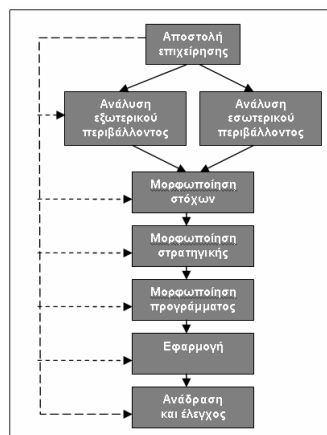 Αποστολή
επιχείρησης
Ανάλυση
εξωτερικού
περιβάλλοντος
Ανάλυση
εσωτερικού
περιβάλλοντος
Μορφωποίηση
στόχων
Μορφωποίηση
στρατηγικής
Μορφωποίηση
προγράμματος
Εφαρμογή
Ανάδραση
και έλεγχος